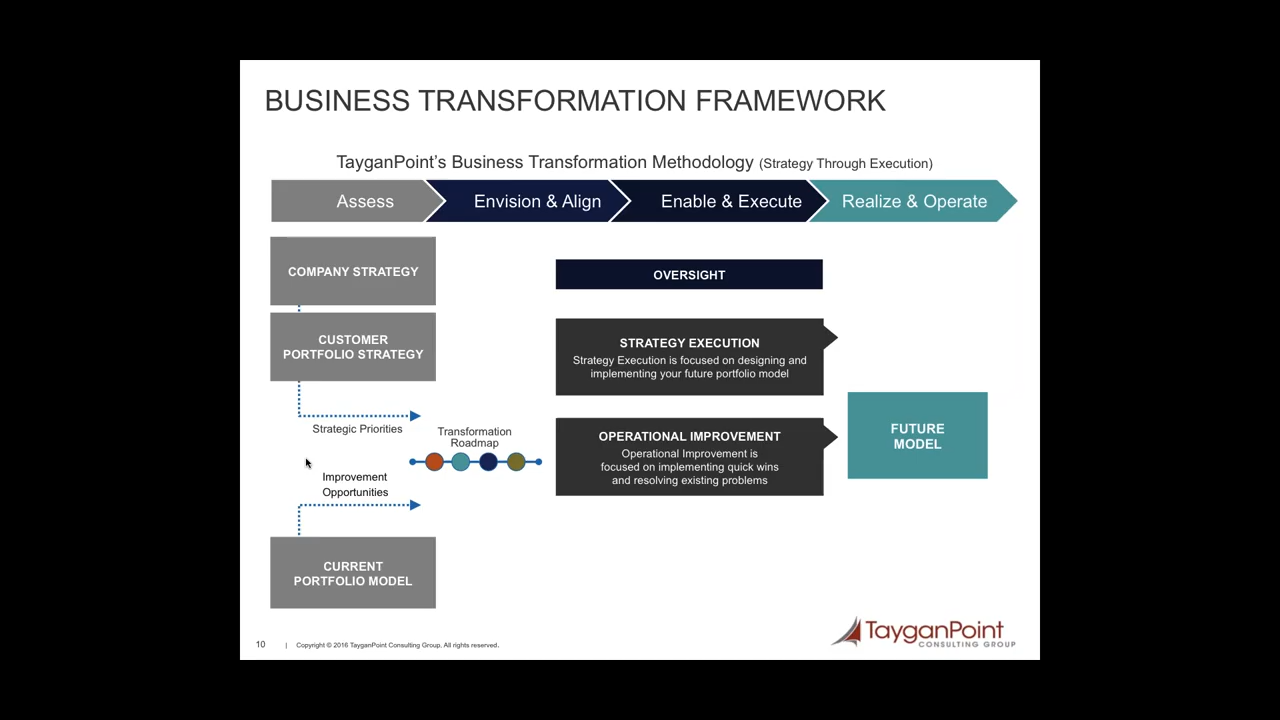 BUSINESS TRANSFORMATION FRAMEWORK
TayganPoint's Business Transformation Methodology (Strategy Through Execution)
Assess
Envision & Align
Enable & Execute
Realize & Operate
COMPANY STRATEGY
CUSTOMER
PORTFOLIO STRATEGY
Strategic Priorities
Improvement
Opportunities
CURRENT
PORTFOLIO MODEL
Transformation
Roadmap
OVERSIGHT
STRATEGY EXECUTION
Strategy Execution is focused on designing and
implementing your future portfolio model
OPERATIONAL IMPROVEMENT
Operational Improvement is
focused on implementing quick wins
and resolving existing problems
FUTURE
MODEL
10 | Copyright © 2016 TayganPoint Consulting Group. All rights reserved.
TayganPoint
CONSULTING GROUP